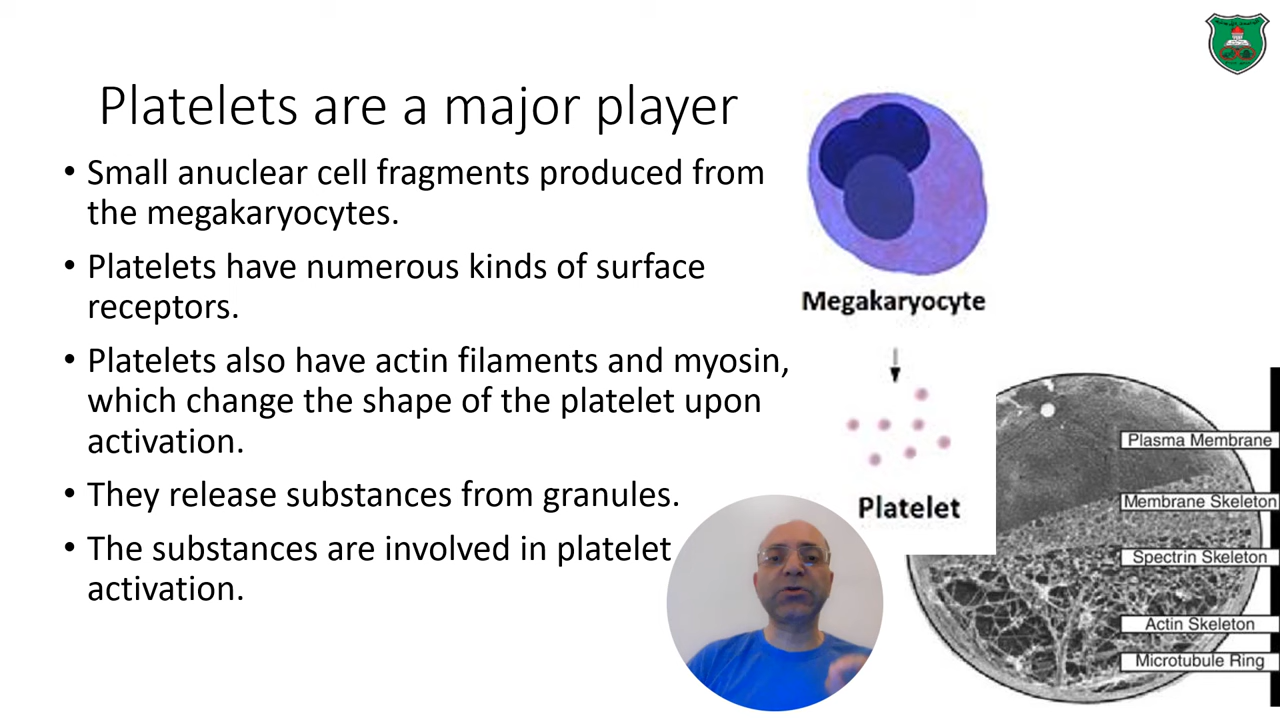 Platelets are a major player
• Small anuclear cell fragments produced from
the megakaryocytes.
• Platelets have numerous kinds of surface
receptors.
• Platelets also have actin filaments and myosin,
which change the shape of the platelet upon
activation.
• They release substances from granules.
• The substances are involved in platelet
activation.
Megakaryocyte
Platelet
Plasma Membrane
Membrane Skeleton
Spectrin Skeleton
Actin Skeleton
Microtubule Ring